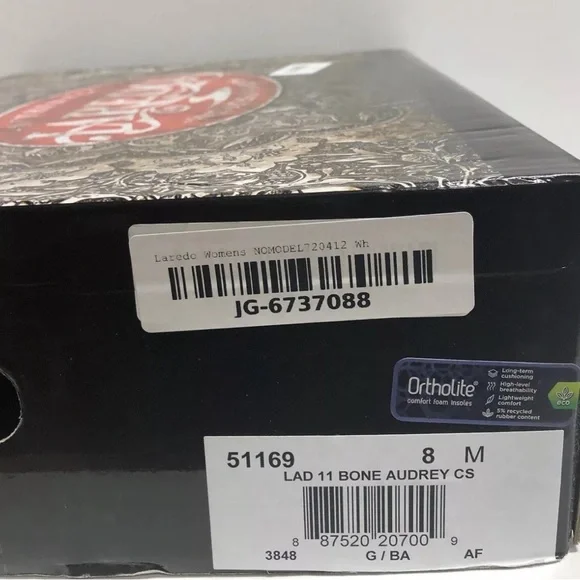 Laredo Womens NOMODEL720412 Wh
JG-6737088
Ortholite®
comfort foam insoles
Long-term cushioning
High-level breathability
Lightweight comfort
5% recycled rubber content
eco
51169 8 M
LAD 11 BONE AUDREY CS
8 87520 20700 9
3848 G/BA AF